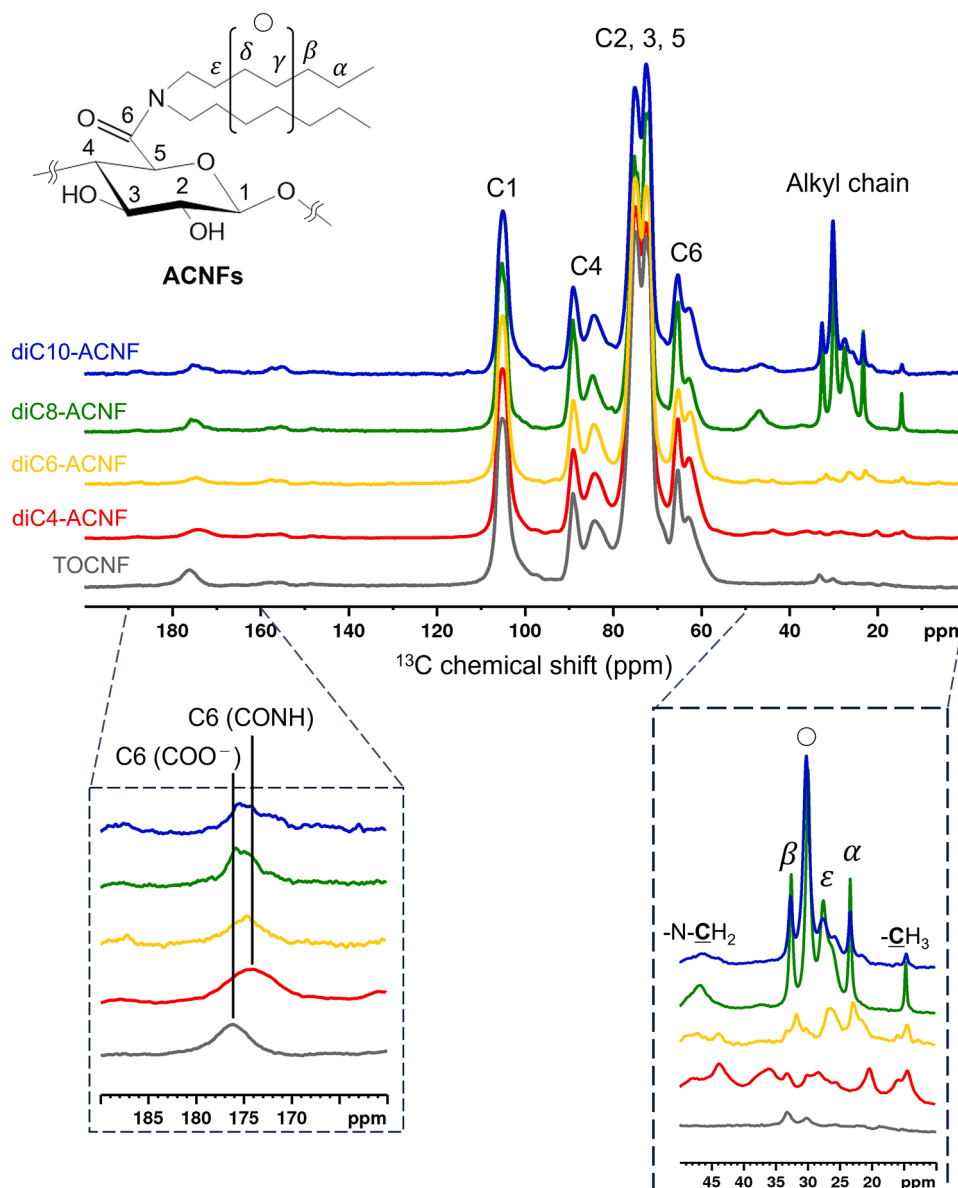 ○
ε δ γ β α
N
O
6
4 5 O
HO 3 2 1 O
OH
ACNFs
C1
C4
C2, 3, 5
C6
Alkyl chain
diC10-ACNF
diC8-ACNF
diC6-ACNF
diC4-ACNF
TOCNF
180 160 140 120 100 80 60 40 20 ppm
¹³C chemical shift (ppm)
C6 (CONH)
C6 (COO⁻)
185 180 175 170 ppm
○
β ε α
-N-CH₂
-CH₃
45 40 35 30 25 20 ppm